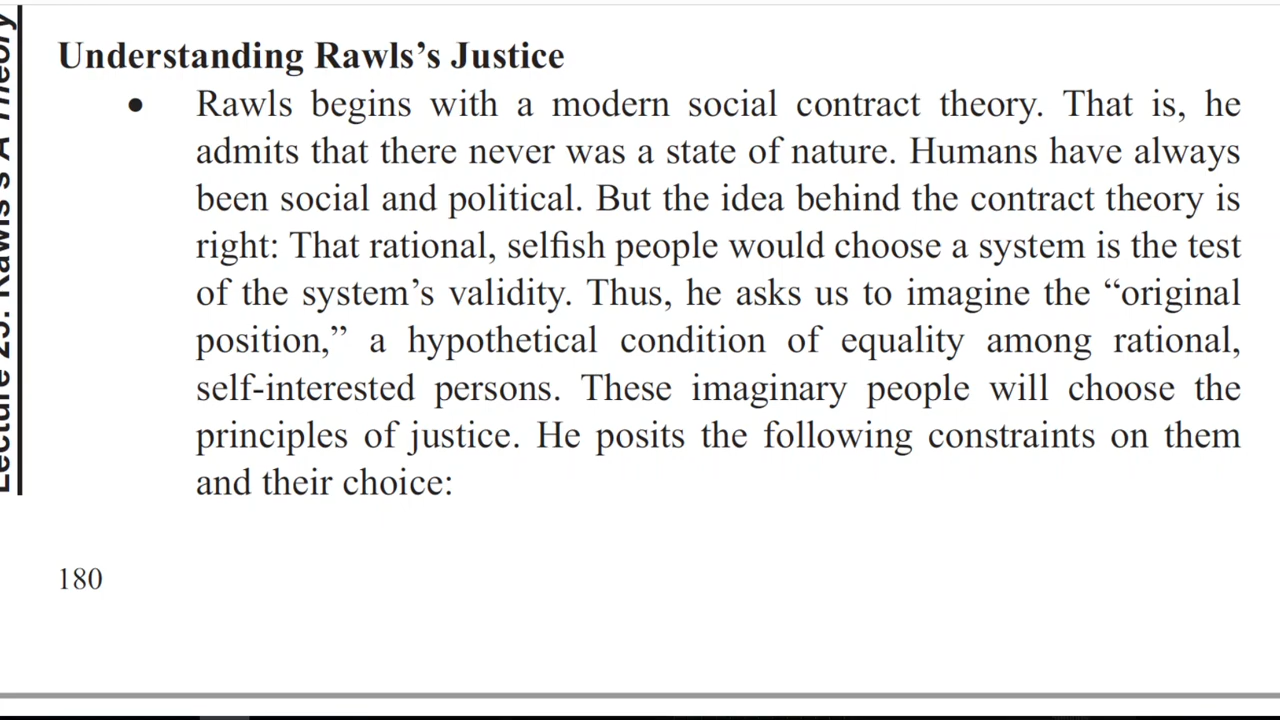 Understanding Rawls’s Justice
• Rawls begins with a modern social contract theory. That is, he
admits that there never was a state of nature. Humans have always
been social and political. But the idea behind the contract theory is
right: That rational, selfish people would choose a system is the test
of the system’s validity. Thus, he asks us to imagine the “original
position,” a hypothetical condition of equality among rational,
self-interested persons. These imaginary people will choose the
principles of justice. He posits the following constraints on them
and their choice:
180
Rawls’s A Theory